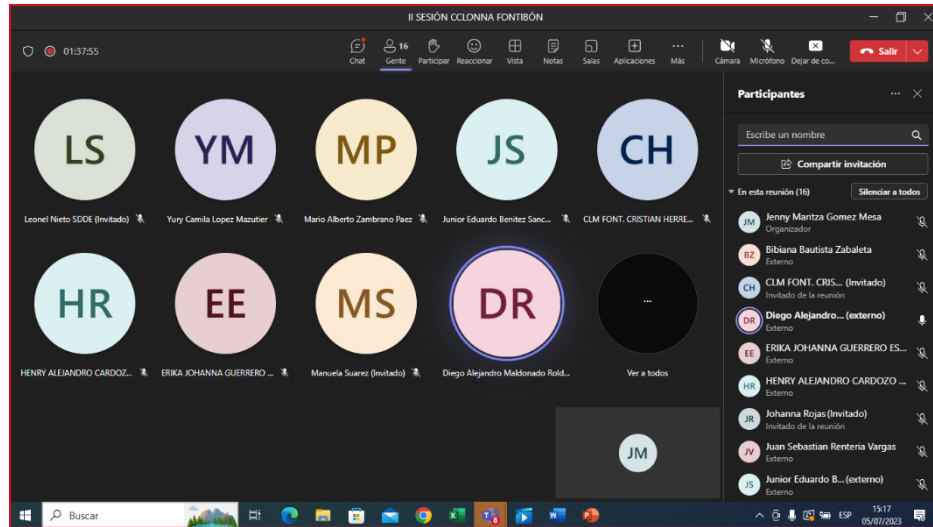 II SESIÓN CCLONNA FONTIBÓN
01:37:55
Chat
16
Gente
Participar
Reaccionar
Vista
Notas
Salas
Aplicaciones
Más
Cámara
Micrófono
Dejar de co...
Salir
LS
YM
MP
JS
CH
Leonel Nieto SDDE (Invitado)
Yury Camila Lopez Mazutier
Mario Alberto Zambrano Paez
Junior Eduardo Benitez Sanc...
CLM FONT. CRISTIAN HERRE...
HR
EE
MS
DR
...
HENRY ALEJANDRO CARDOZ...
ERIKA JOHANNA GUERRERO ...
Manuela Suarez (Invitado)
Diego Alejandro Maldonado Rold...
Ver a todos
JM
Participantes
Escribe un nombre
Compartir invitación
En esta reunión (16)
Silenciar a todos
JM
Jenny Maritza Gomez Mesa
Organizador
BZ
Bibiana Bautista Zabaleta
Externo
CH
CLM FONT. CRIS... (Invitado)
Invitado de la reunión
DR
Diego Alejandro... (externo)
Externo
EE
ERIKA JOHANNA GUERRERO ES...
Externo
HR
HENRY ALEJANDRO CARDOZO ...
Externo
JR
Johanna Rojas (Invitado)
Invitado de la reunión
JV
Juan Sebastian Renteria Vargas
Externo
JS
Junior Eduardo B... (externo)
Externo
Buscar
8
ESP
15:17
05/07/2023